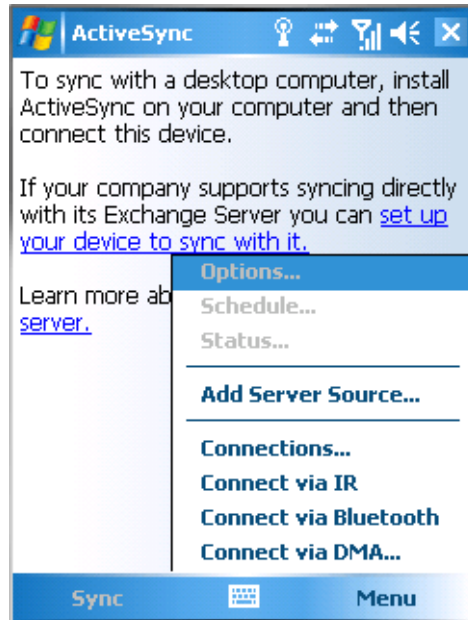 ActiveSync
To sync with a desktop computer, install
ActiveSync on your computer and then
connect this device.
If your company supports syncing directly
with its Exchange Server you can set up
your device to sync with it.
Learn more ab
server.
Options...
Schedule...
Status...
Add Server Source...
Connections...
Connect via IR
Connect via Bluetooth
Connect via DMA...
Sync
Menu